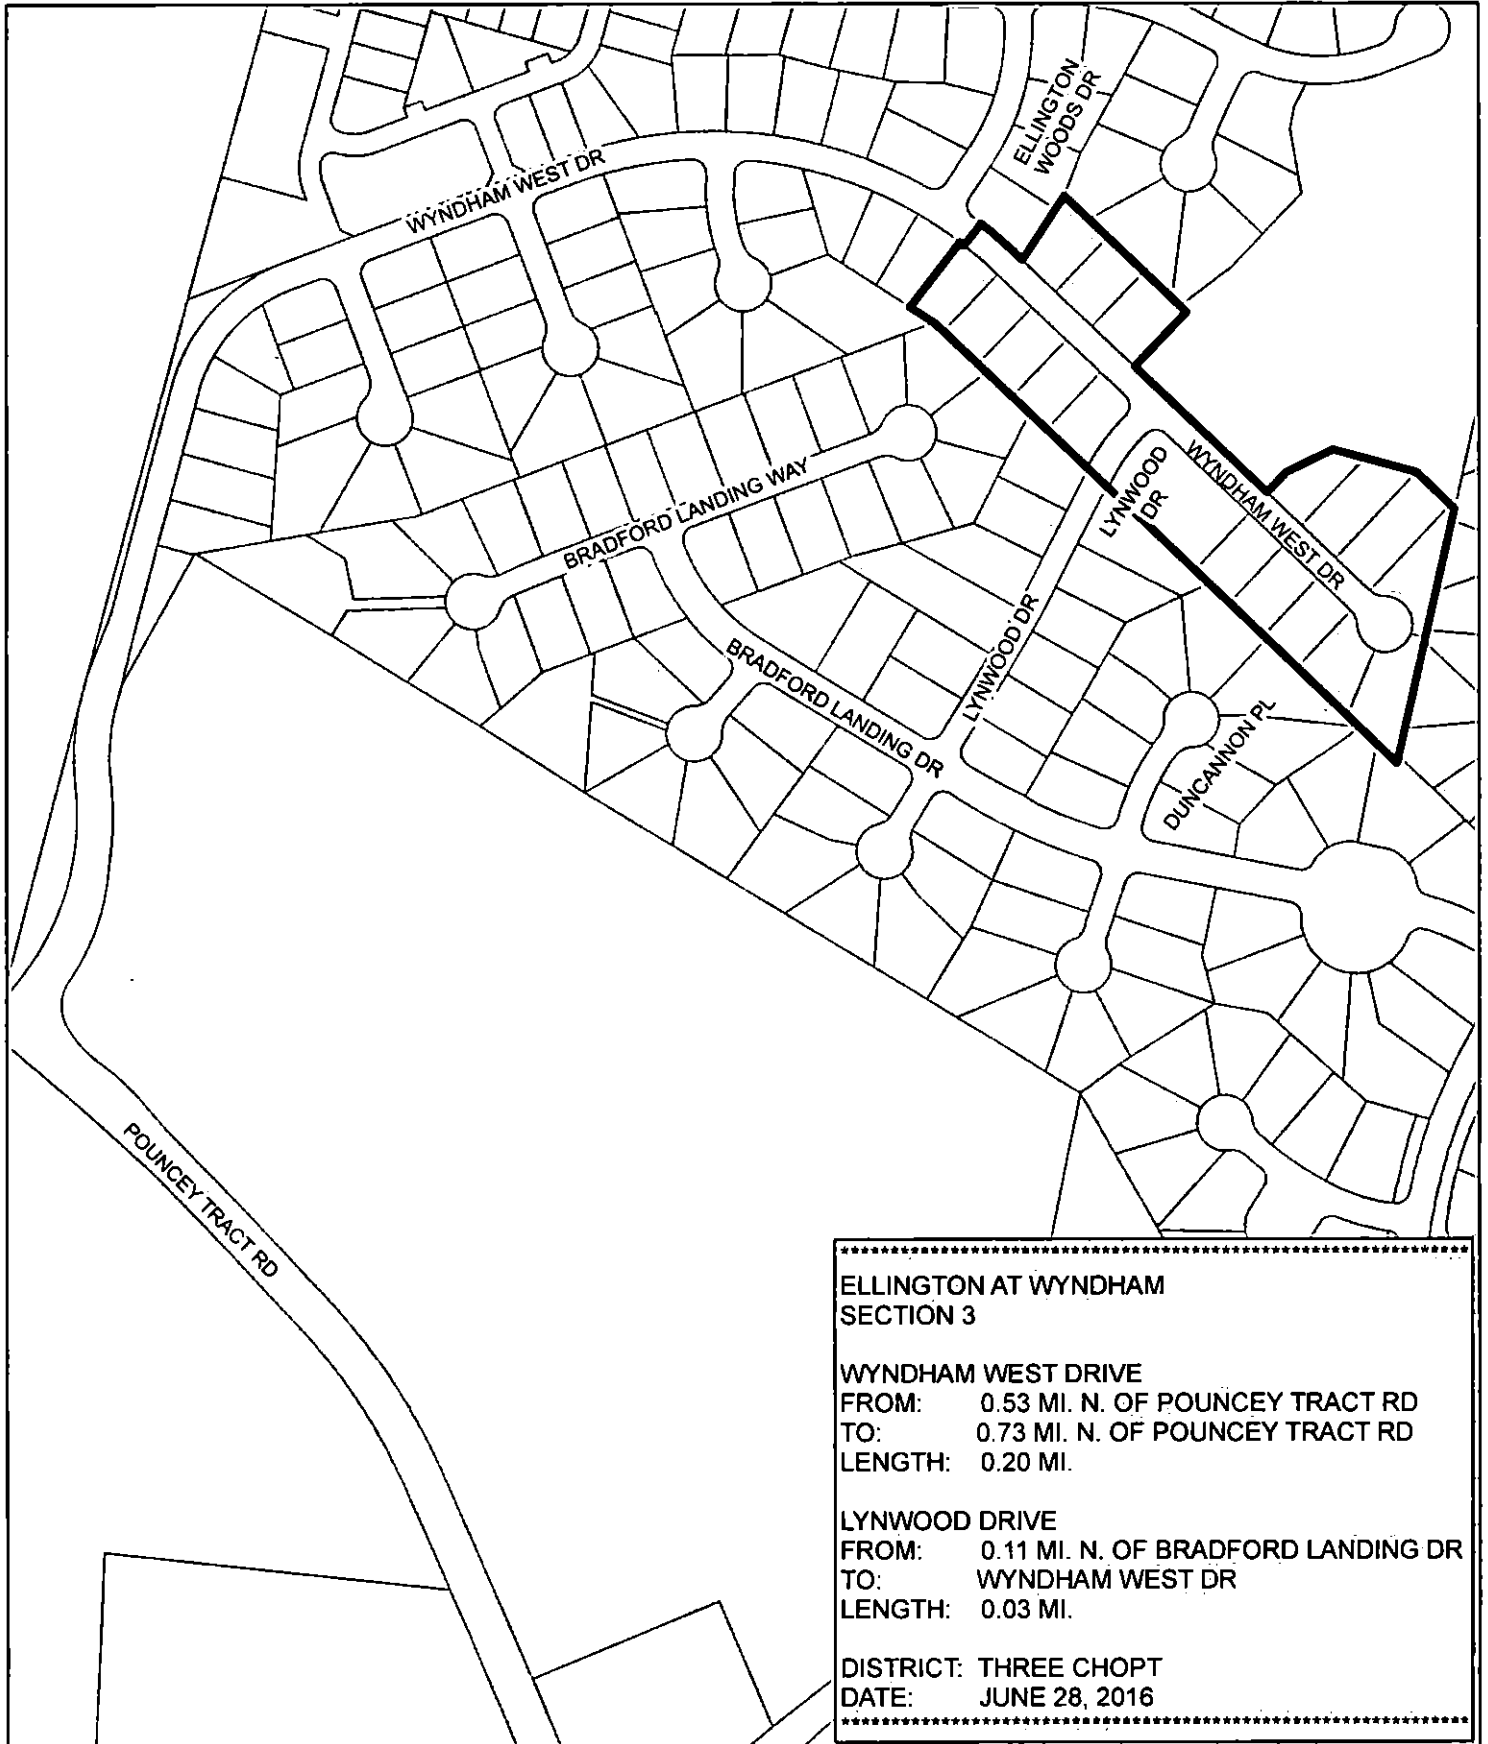 ELLINGTON
WOODS DR
WYNDHAM WEST DR
LYNWOOD
DR
WYNDHAM WEST DR
BRADFORD LANDING WAY
LYNWOOD DR
BRADFORD LANDING DR
DUNCANNON PL
POUNCEY TRACT RD
ELLINGTON AT WYNDHAM
SECTION 3
WYNDHAM WEST DRIVE
FROM: 0.53 MI. N. OF POUNCEY TRACT RD
TO: 0.73 MI. N. OF POUNCEY TRACT RD
LENGTH: 0.20 MI.
LYNWOOD DRIVE
FROM: 0.11 MI. N. OF BRADFORD LANDING DR
TO: WYNDHAM WEST DR
LENGTH: 0.03 MI.
DISTRICT: THREE CHOPT
DATE: JUNE 28, 2016